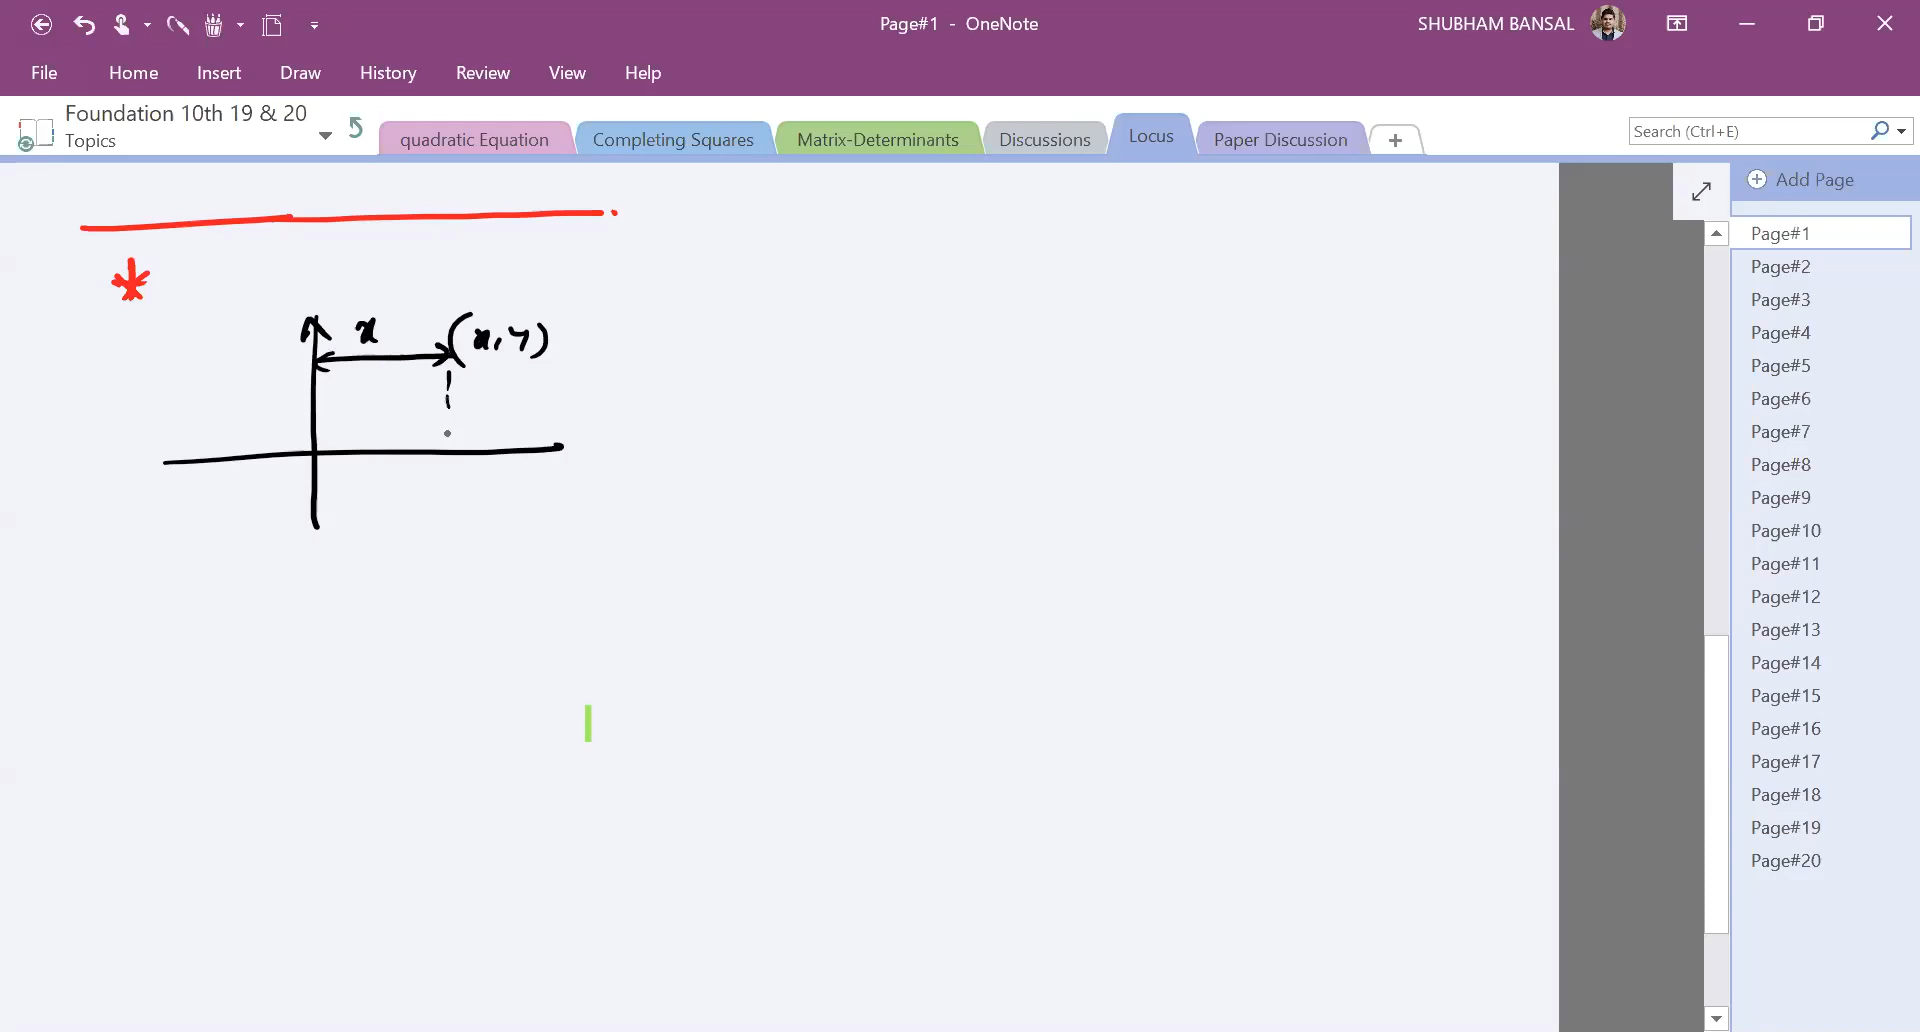 Page#1 - OneNote
SHUBHAM BANSAL
File Home Insert Draw History Review View Help
Foundation 10th 19 & 20
Topics
quadratic Equation Completing Squares Matrix-Determinants Discussions Locus Paper Discussion +
Search (Ctrl+E)
Add Page
Page#1
Page#2
Page#3
Page#4
Page#5
Page#6
Page#7
Page#8
Page#9
Page#10
Page#11
Page#12
Page#13
Page#14
Page#15
Page#16
Page#17
Page#18
Page#19
Page#20
*
x (x, y)